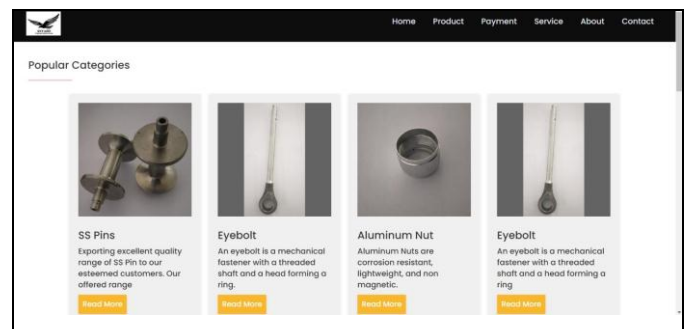 Home Product Payment Service About Contact
Popular Categories
SS Pins
Exporting excellent quality
range of SS Pin to our
esteemed customers. Our
offered range
Read More
Eyebolt
An eyebolt is a mechanical
fastener with a threaded
shaft and a head forming a
ring.
Read More
Aluminum Nut
Aluminum Nuts are
corrosion resistant,
lightweight, and non
magnetic.
Read More
Eyebolt
An eyebolt is a mechanical
fastener with a threaded
shaft and a head forming a
ring
Read More